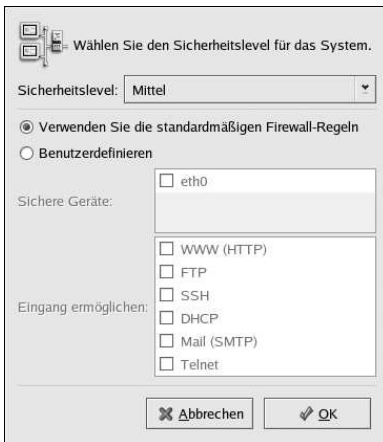 Wählen Sie den Sicherheitslevel für das System.
Sicherheitslevel: Mittel
Verwenden Sie die standardmäßigen Firewall-Regeln
Benutzerdefinieren
Sichere Geräte:
eth0
Eingang ermöglichen:
WWW (HTTP)
FTP
SSH
DHCP
Mail (SMTP)
Telnet
Abbrechen
OK